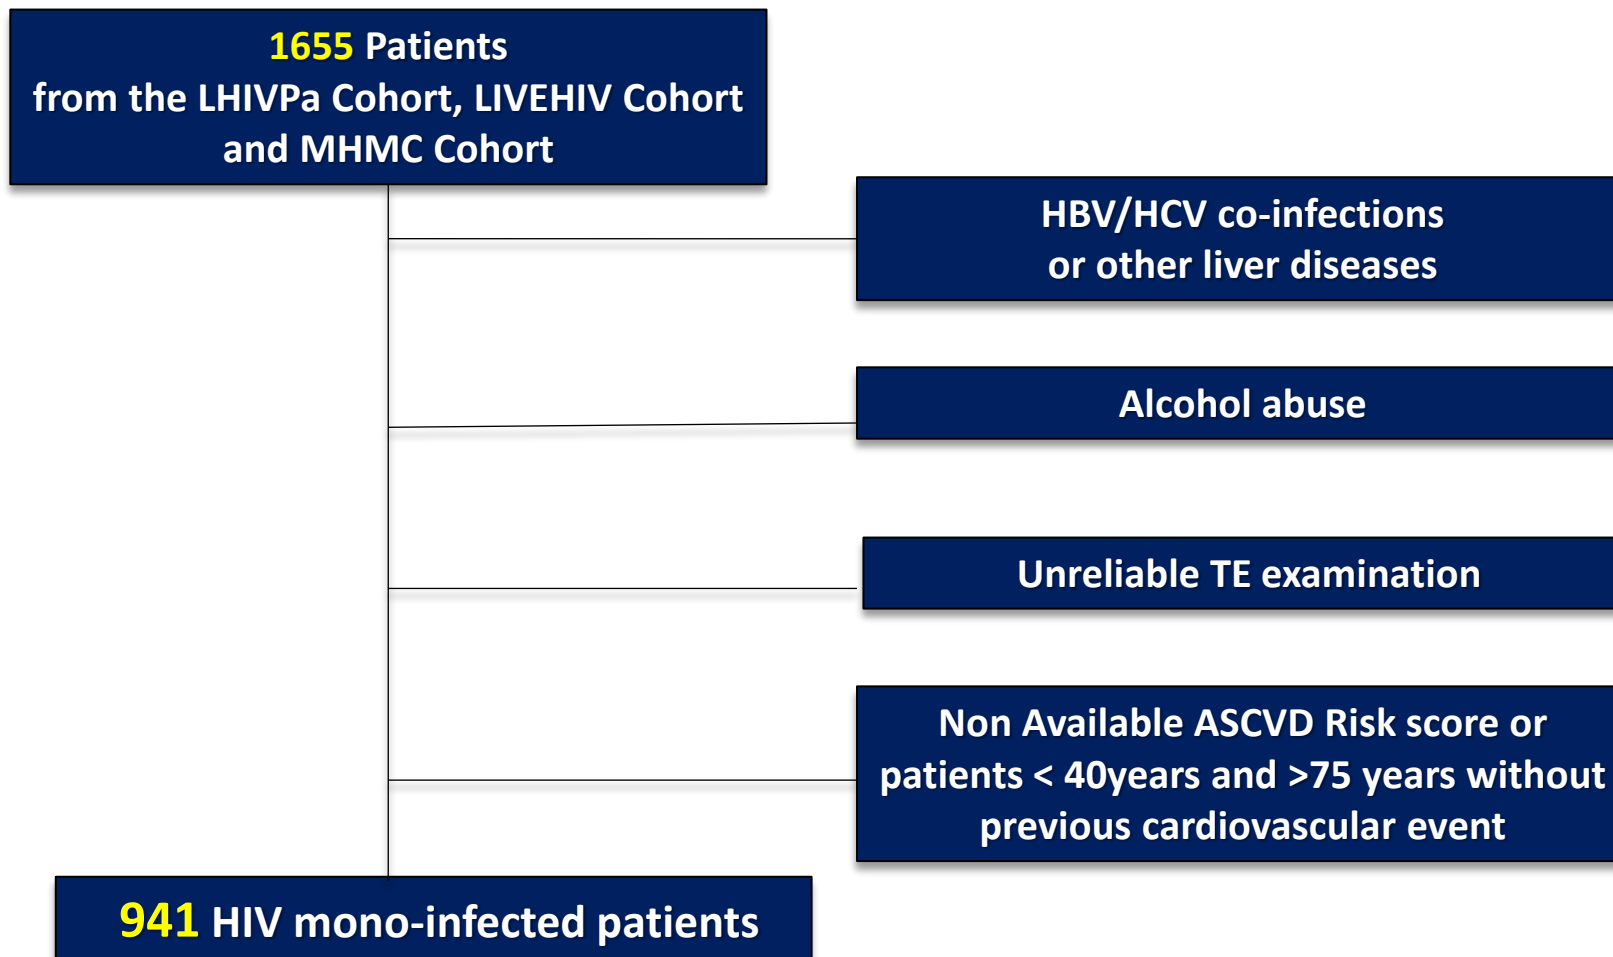 1655 Patients
from the LHIVPa Cohort, LIVEHIV Cohort
and MHMC Cohort
HBV/HCV co-infections
or other liver diseases
Alcohol abuse
Unreliable TE examination
Non Available ASCVD Risk score or
patients < 40years and >75 years without
previous cardiovascular event
941 HIV mono-infected patients